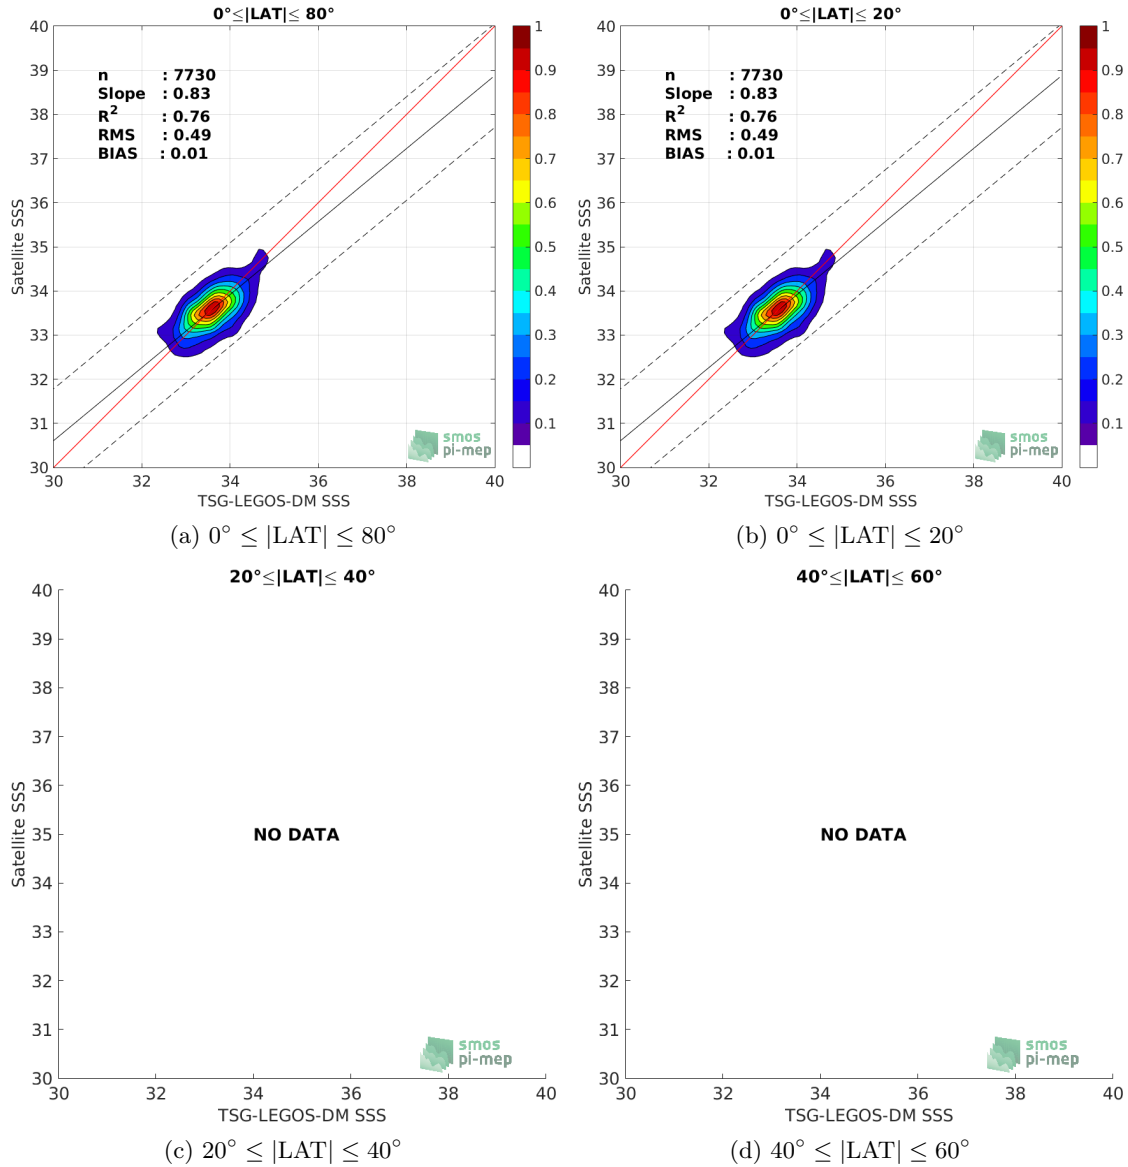 0°≤|LAT|≤ 80°
40
39
38
37
36
35
34
33
32
31
30
Satellite SSS
n : 7730
Slope : 0.83
R² : 0.76
RMS : 0.49
BIAS : 0.01
smos
pi-mep
30 32 34 36 38 40
TSG-LEGOS-DM SSS
1
0.9
0.8
0.7
0.6
0.5
0.4
0.3
0.2
0.1
(a) 0° ≤ |LAT| ≤ 80°
0°≤|LAT|≤ 20°
40
39
38
37
36
35
34
33
32
31
30
Satellite SSS
n : 7730
Slope : 0.83
R² : 0.76
RMS : 0.49
BIAS : 0.01
smos
pi-mep
30 32 34 36 38 40
TSG-LEGOS-DM SSS
1
0.9
0.8
0.7
0.6
0.5
0.4
0.3
0.2
0.1
(b) 0° ≤ |LAT| ≤ 20°
20°≤|LAT|≤ 40°
40
39
38
37
36
35
34
33
32
31
30
Satellite SSS
NO DATA
smos
pi-mep
30 32 34 36 38 40
TSG-LEGOS-DM SSS
(c) 20° ≤ |LAT| ≤ 40°
40°≤|LAT|≤ 60°
40
39
38
37
36
35
34
33
32
31
30
Satellite SSS
NO DATA
smos
pi-mep
30 32 34 36 38 40
TSG-LEGOS-DM SSS
(d) 40° ≤ |LAT| ≤ 60°